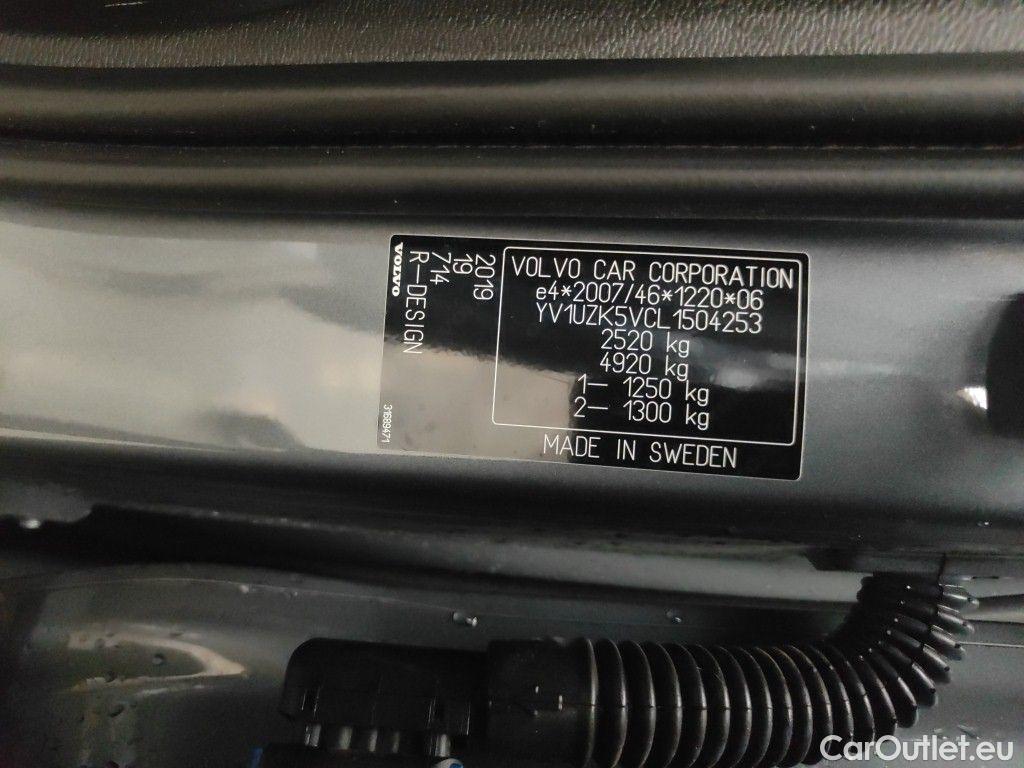 VOLVO CAR CORPORATION
e4*2007/46*1220*06
YV1UZK5VCL1504253
2520 kg
4920 kg
1— 1250 kg
2— 1300 kg
MADE IN SWEDEN
2019
19
714
R—DESIGN
VOLVO
31689471
CarOutlet.eu